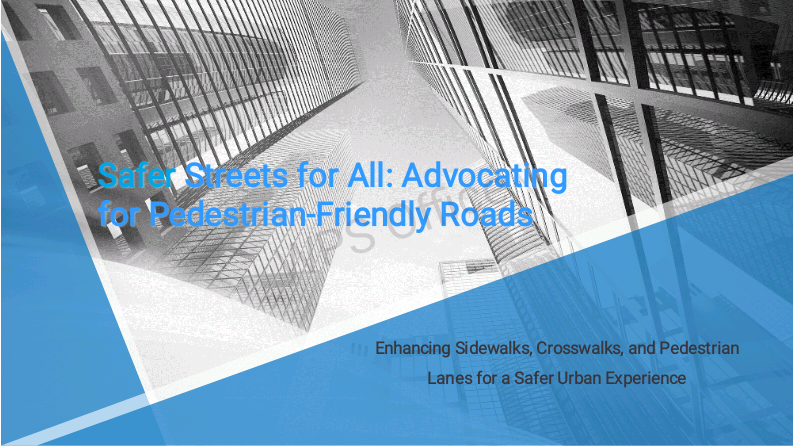 Safer Streets for All: Advocating
for Pedestrian-Friendly Roads
Enhancing Sidewalks, Crosswalks, and Pedestrian
Lanes for a Safer Urban Experience